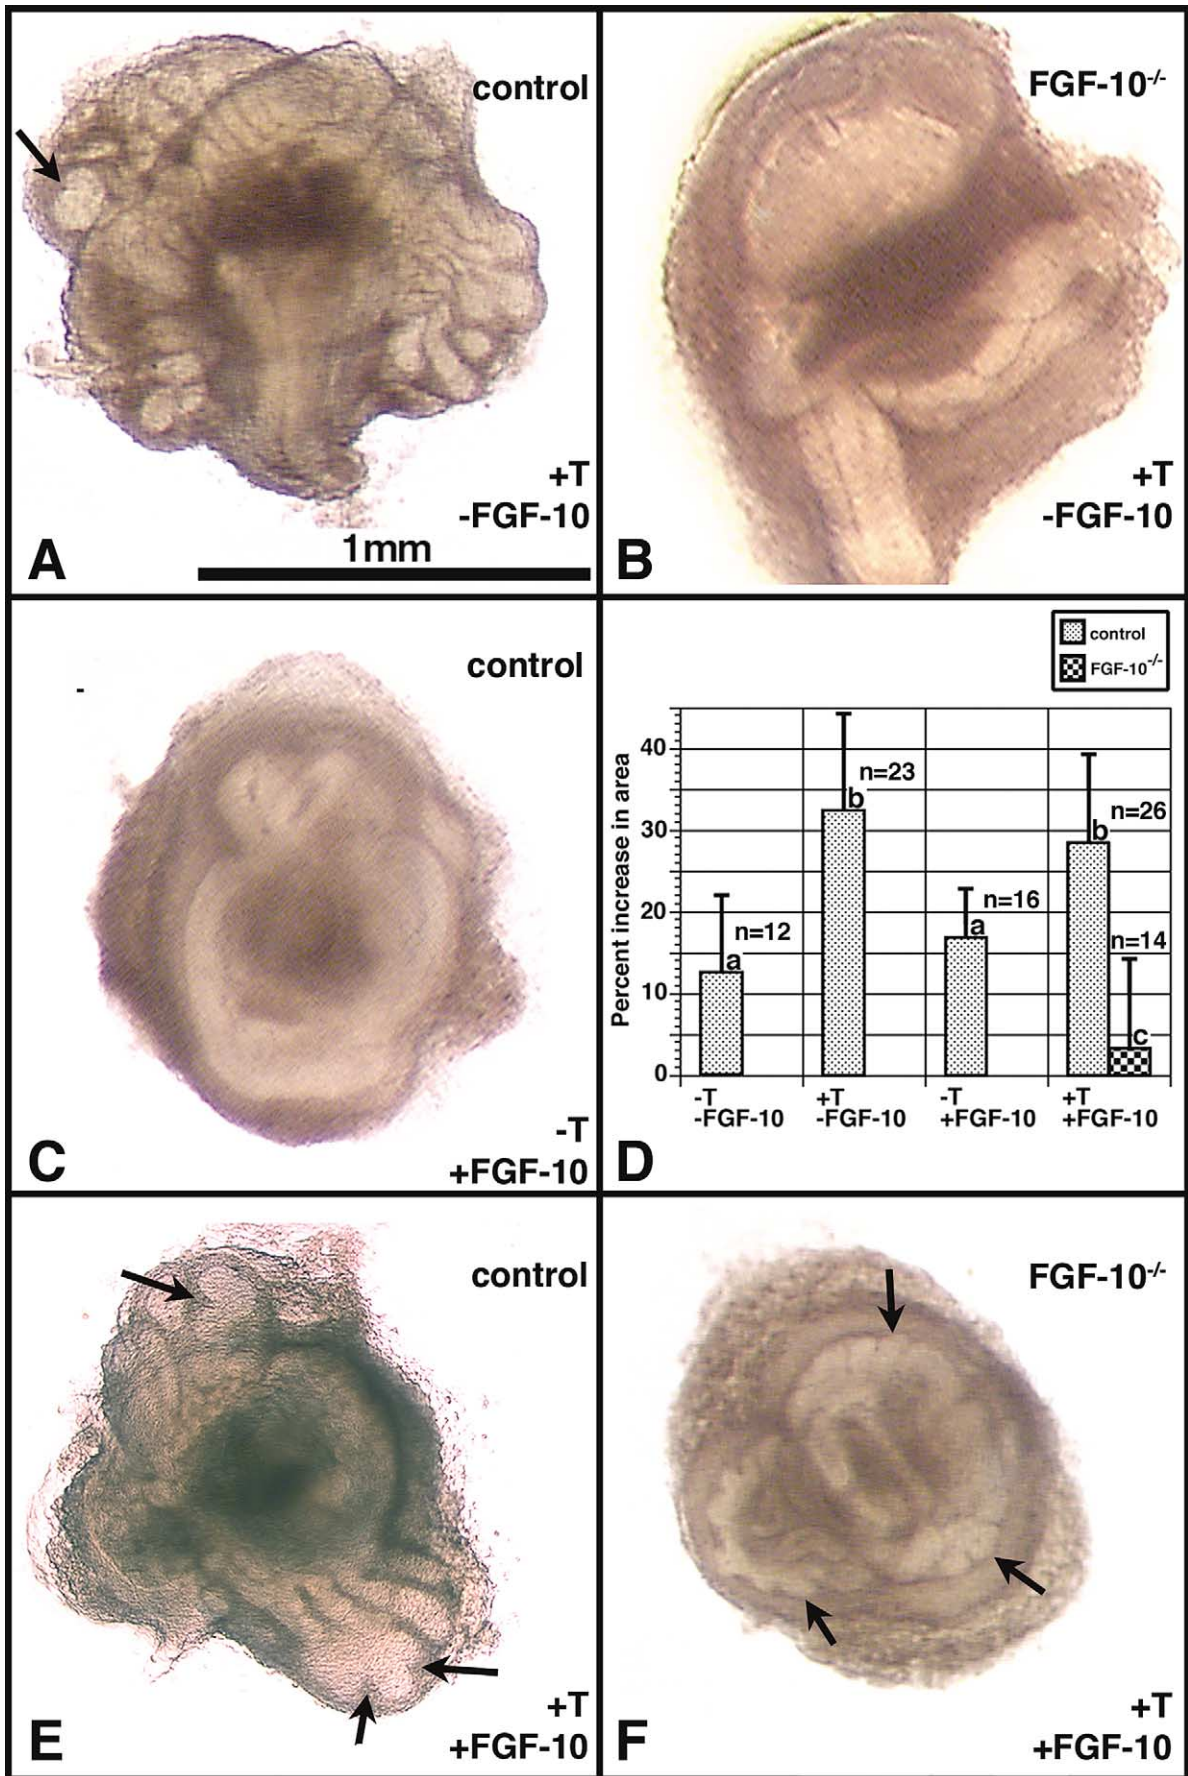 control
+T
-FGF-10
1mm
A
FGF-10-/-
+T
-FGF-10
B
control
-T
+FGF-10
C
control
FGF-10-/-
Percent increase in area
40
30
20
10
0
n=12
a
n=23
b
n=16
a
n=26
b
n=14
c
-T
-FGF-10
+T
-FGF-10
-T
+FGF-10
+T
+FGF-10
D
control
+T
+FGF-10
E
FGF-10-/-
+T
+FGF-10
F